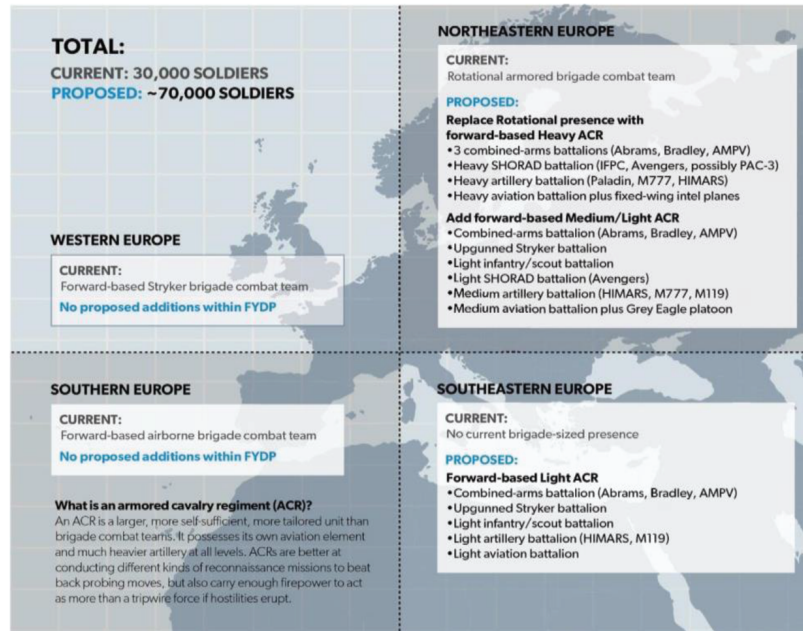 TOTAL:
CURRENT: 30,000 SOLDIERS
PROPOSED: ~70,000 SOLDIERS
WESTERN EUROPE
CURRENT:
Forward-based Stryker brigade combat team
No proposed additions within FYDP
NORTHEASTERN EUROPE
CURRENT:
Rotational armored brigade combat team
PROPOSED:
Replace Rotational presence with
forward-based Heavy ACR
•3 combined-arms battalions (Abrams, Bradley, AMPV)
•Heavy SHORAD battalion (IFPC, Avengers, possibly PAC-3)
•Heavy artillery battalion (Paladin, M777, HIMARS)
•Heavy aviation battalion plus fixed-wing intel planes
Add forward-based Medium/Light ACR
•Combined-arms battalion (Abrams, Bradley, AMPV)
•Upgunned Stryker battalion
•Light infantry/scout battalion
•Light SHORAD battalion (Avengers)
•Medium artillery battalion (HIMARS, M777, M119)
•Medium aviation battalion plus Grey Eagle platoon
SOUTHERN EUROPE
CURRENT:
Forward-based airborne brigade combat team
No proposed additions within FYDP
What is an armored cavalry regiment (ACR)?
An ACR is a larger, more self-sufficient, more tailored unit than
brigade combat teams. It possesses its own aviation element
and much heavier artillery at all levels. ACRs are better at
conducting different kinds of reconnaissance missions to beat
back probing moves, but also carry enough firepower to act
as more than a tripwire force if hostilities erupt.
SOUTHEASTERN EUROPE
CURRENT:
No current brigade-sized presence
PROPOSED:
Forward-based Light ACR
•Combined-arms battalion (Abrams, Bradley, AMPV)
•Upgunned Stryker battalion
•Light infantry/scout battalion
•Light artillery battalion (HIMARS, M119)
•Light aviation battalion